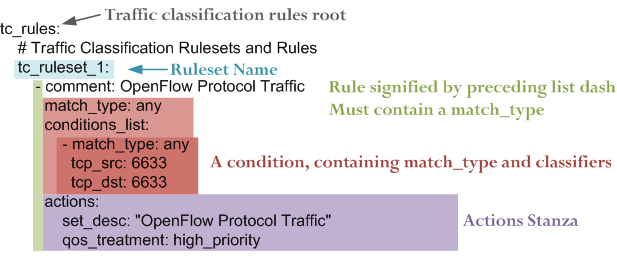 Traffic classification rules root
tc_rules:
# Traffic Classification Rulesets and Rules
tc_ruleset_1:
Ruleset Name
- comment: OpenFlow Protocol Traffic
Rule signified by preceding list dash
Must contain a match_type
match_type: any
conditions_list:
- match_type: any
tcp_src: 6633
tcp_dst: 6633
A condition, containing match_type and classifiers
actions:
set_desc: "OpenFlow Protocol Traffic"
qos_treatment: high_priority
Actions Stanza